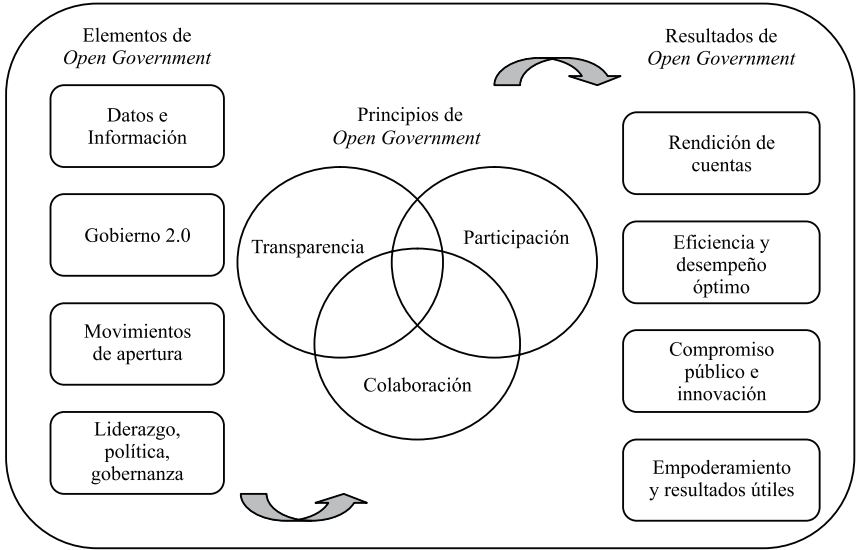 Elementos de
Open Government
Datos e
Información
Gobierno 2.0
Movimientos
de apertura
Liderazgo,
política,
gobernanza
Principios de
Open Government
Transparencia
Participación
Colaboración
Resultados de
Open Government
Rendición de
cuentas
Eficiencia y
desempeño
óptimo
Compromiso
público e
innovación
Empoderamiento
y resultados útiles